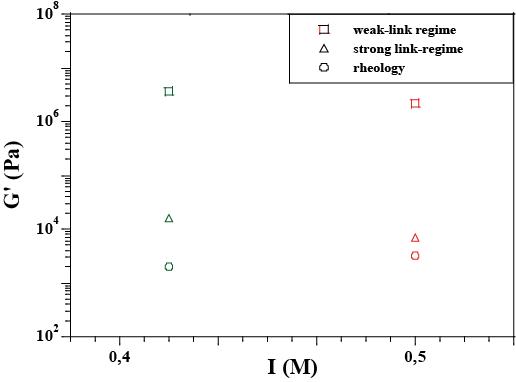 10^8
weak-link regime
strong link-regime
rheology
10^6
G' (Pa)
10^4
10^2
0,4
I (M)
0,5